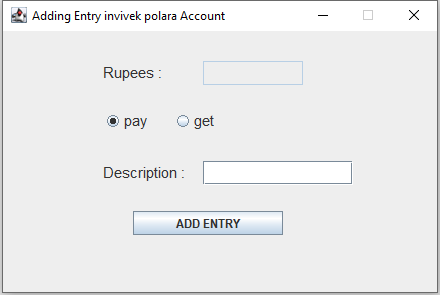 Adding Entry invivek polara Account
Rupees :
pay get
Description :
ADD ENTRY